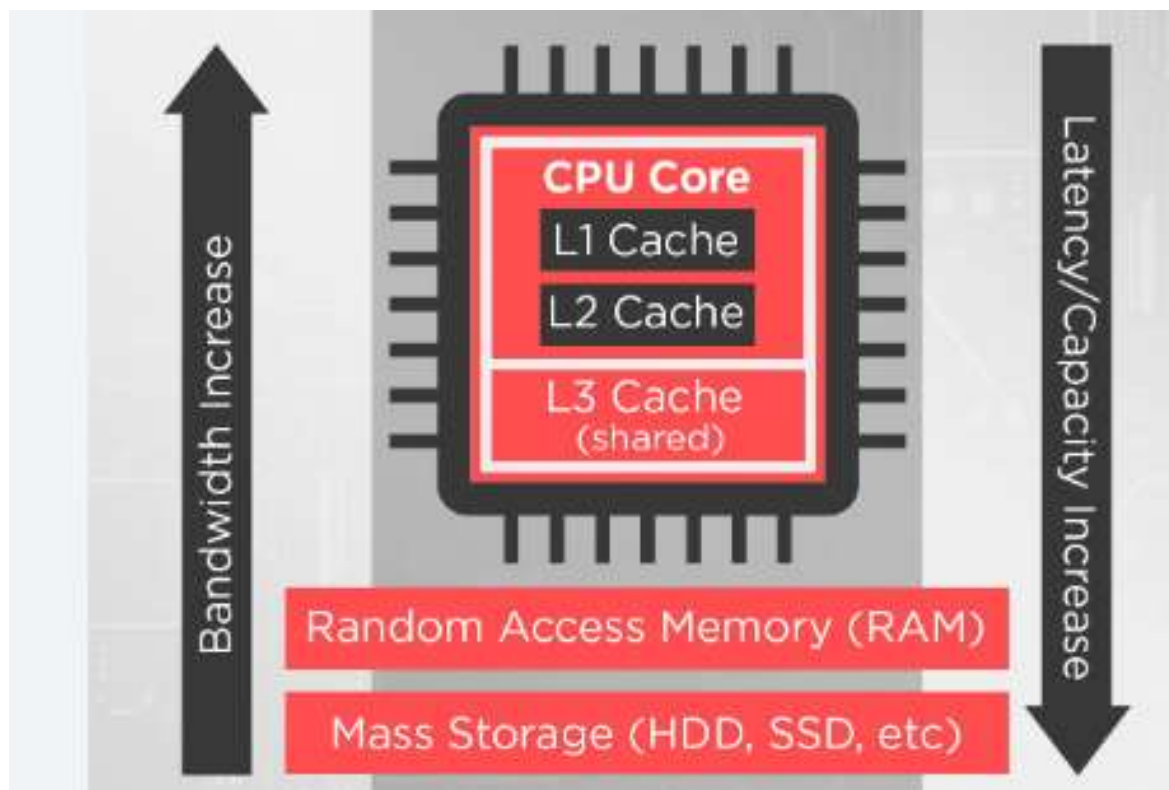 Bandwidth Increase
CPU Core
L1 Cache
L2 Cache
L3 Cache
(shared)
Random Access Memory (RAM)
Mass Storage (HDD, SSD, etc)
Latency/Capacity Increase